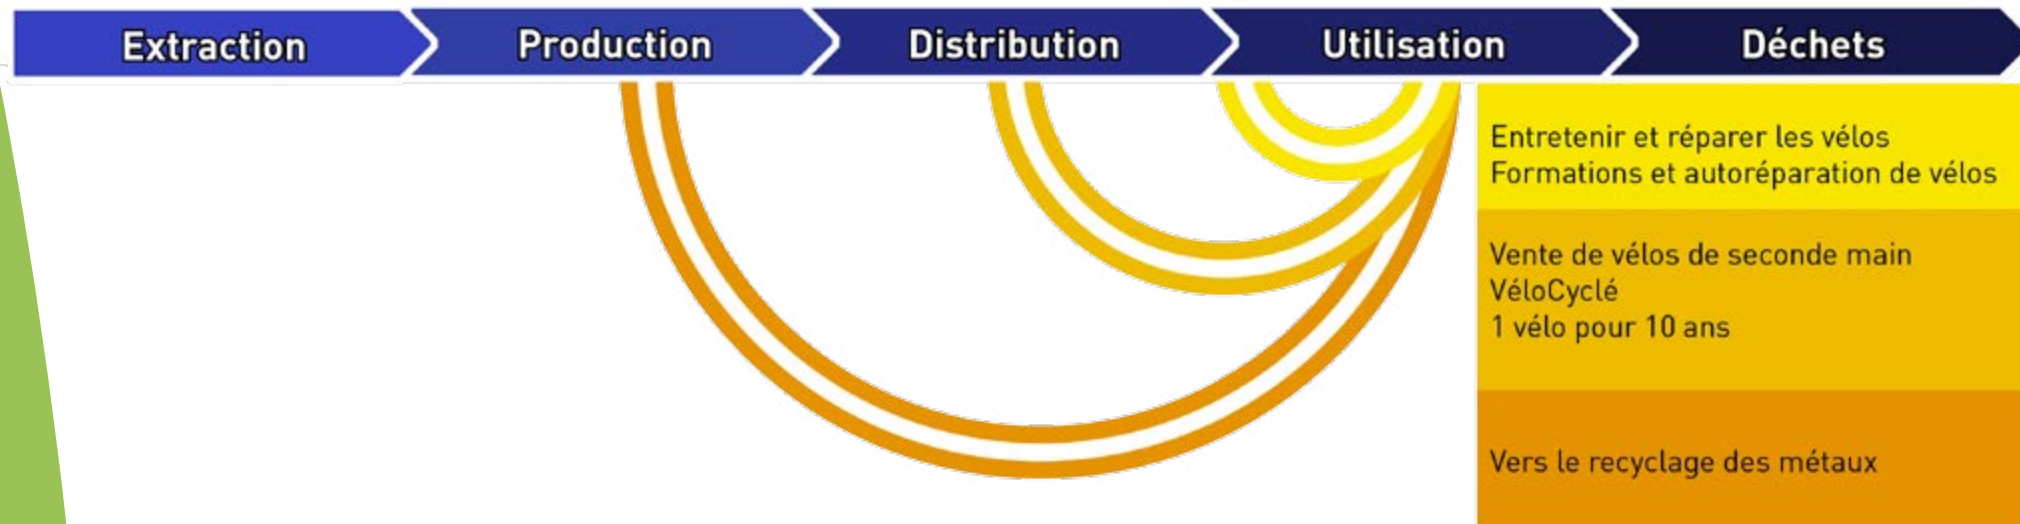 Extraction Production Distribution Utilisation Déchets
Entretenir et réparer les vélos
Formations et autoréparation de vélos
Vente de vélos de seconde main
VéloCyclé
1 vélo pour 10 ans
Vers le recyclage des métaux